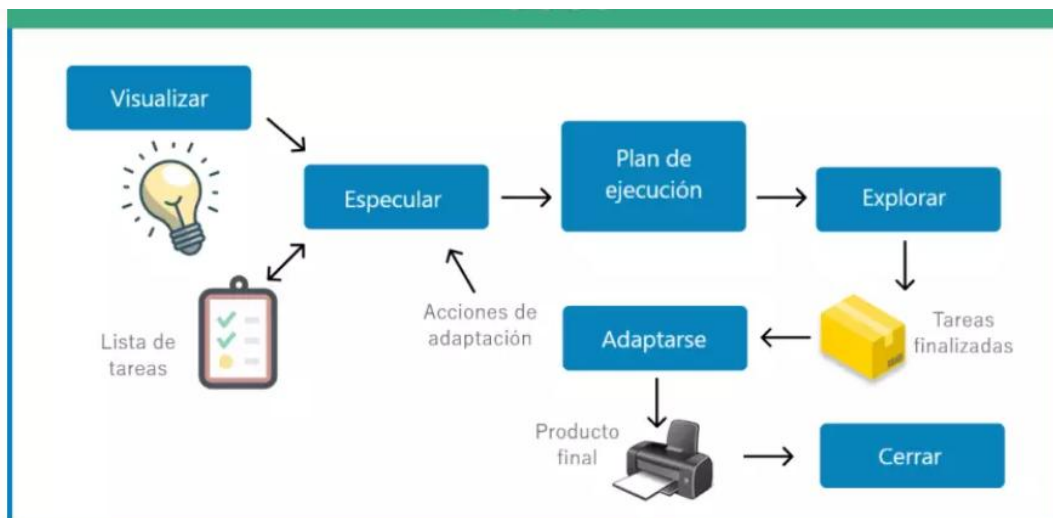 Visualizar
Especular
Plan de
ejecución
Explorar
Lista de
tareas
Acciones de
adaptación
Adaptarse
Tareas
finalizadas
Producto
final
Cerrar